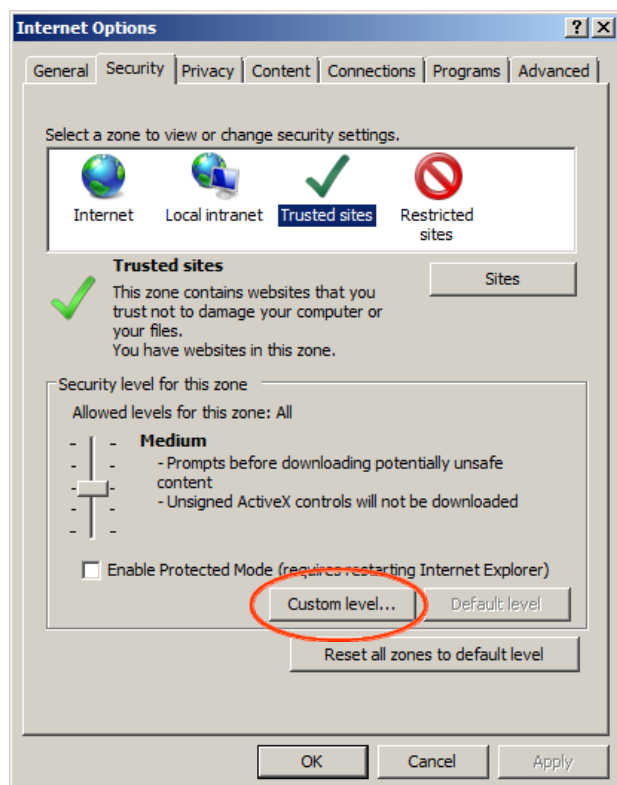 Internet Options
General Security Privacy Content Connections Programs Advanced
Select a zone to view or change security settings.
Internet Local intranet Trusted sites Restricted
sites
Trusted sites
Sites
This zone contains websites that you
trust not to damage your computer or
your files.
You have websites in this zone.
Security level for this zone
Allowed levels for this zone: All
Medium
- Prompts before downloading potentially unsafe
content
- Unsigned ActiveX controls will not be downloaded
Enable Protected Mode (requires restarting Internet Explorer)
Custom level... Default level
Reset all zones to default level
OK Cancel Apply